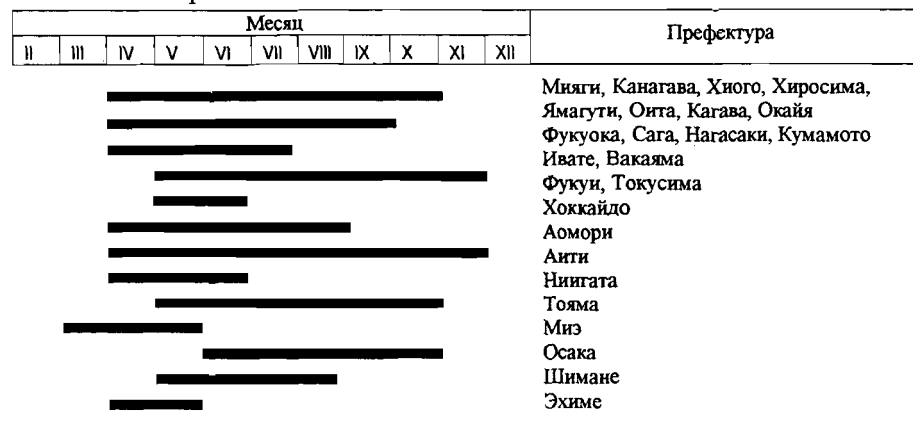 Месяц
Префектура
II III IV V VI VII VIII IX X XI XII
Мияги, Канагава, Хиого, Хиросима,
Ямагути, Оита, Кагава, Окайя
Фукуока, Сага, Нагасаки, Кумамото
Ивате, Вакаяма
Фукуи, Токусима
Хоккайдо
Аомори
Аити
Ниигата
Тояма
Миэ
Осака
Шимане
Эхиме